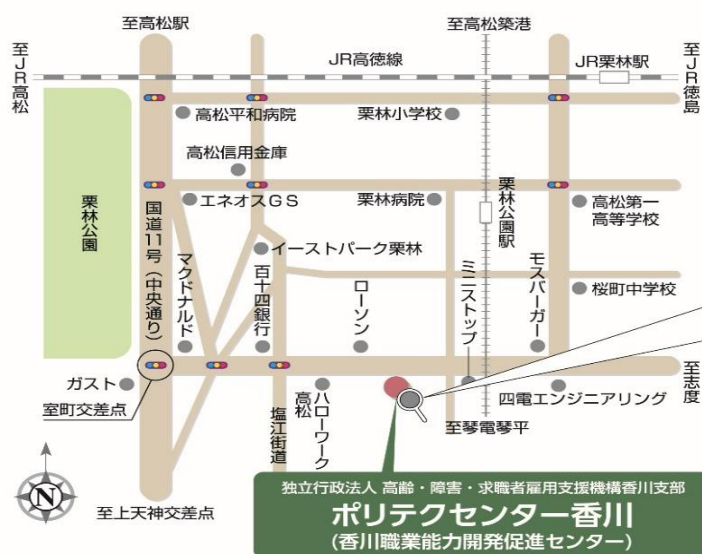 至高松駅
至高松築港
至JR高松
JR高徳線
JR栗林駅
至JR徳島
高松平和病院
栗林小学校
高松信用金庫
エネオスGS
栗林病院
栗林公園駅
高松第一
高等学校
栗林公園
国道11号(中央通り)
イーストパーク栗林
マクドナルド
百十四銀行
ローソン
ミニストップ
モスバーガー
桜町中学校
ガスト
室町交差点
塩江街道
ハローワーク
高松
四電エンジニアリング
至志度
至琴電琴平
N
至上天神交差点
独立行政法人 高齢・障害・求職者雇用支援機構香川支部
ポリテクセンター香川
(香川職業能力開発促進センター)